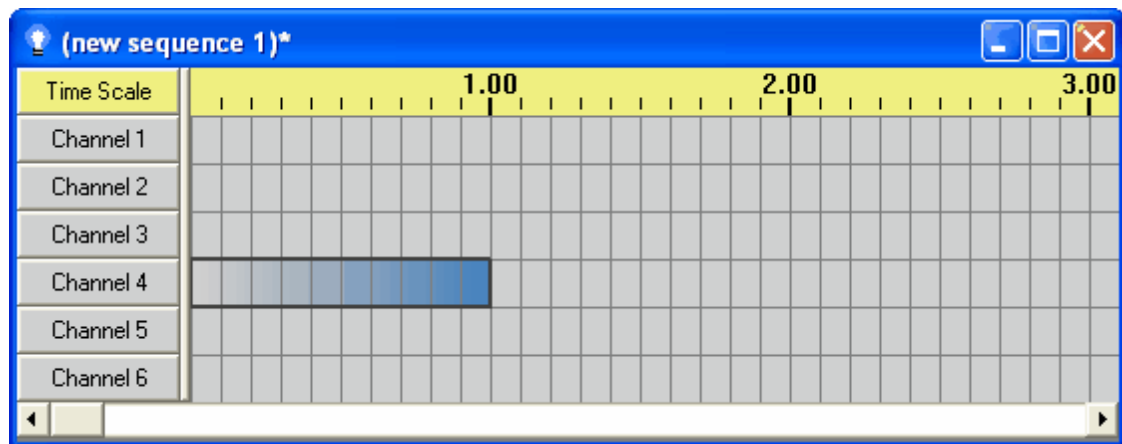 (new sequence 1)*
Time Scale 1.00 2.00 3.00
Channel 1
Channel 2
Channel 3
Channel 4
Channel 5
Channel 6